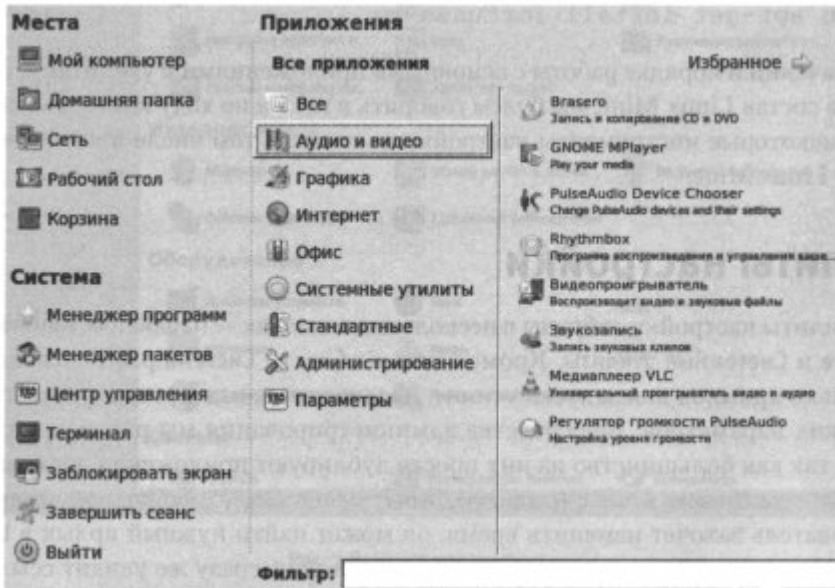 Места
Мой компьютер
Домашняя папка
Сеть
Рабочий стол
Корзина
Система
Менеджер программ
Менеджер пакетов
Центр управления
Терминал
Заблокировать экран
Завершить сеанс
Выйти
Приложения
Все приложения
Избранное
Все
Аудио и видео
Графика
Интернет
Офис
Системные утилиты
Стандартные
Администрирование
Параметры
Brasero
Запись и копирование CD и DVD
GNOME MPlayer
Play your media
PulseAudio Device Chooser
Change PulseAudio devices and their settings
Rhythmbox
Программа воспроизведения и управления ваше...
Видеопроигрыватель
Воспроизводит видео и звуковые файлы
Звукозапись
Запись звуковых клипов
Медиаплеер VLC
проигрыватель видео и аудио
Регулятор громкости PulseAudio
Настройка уровня громкости
Фильтр: